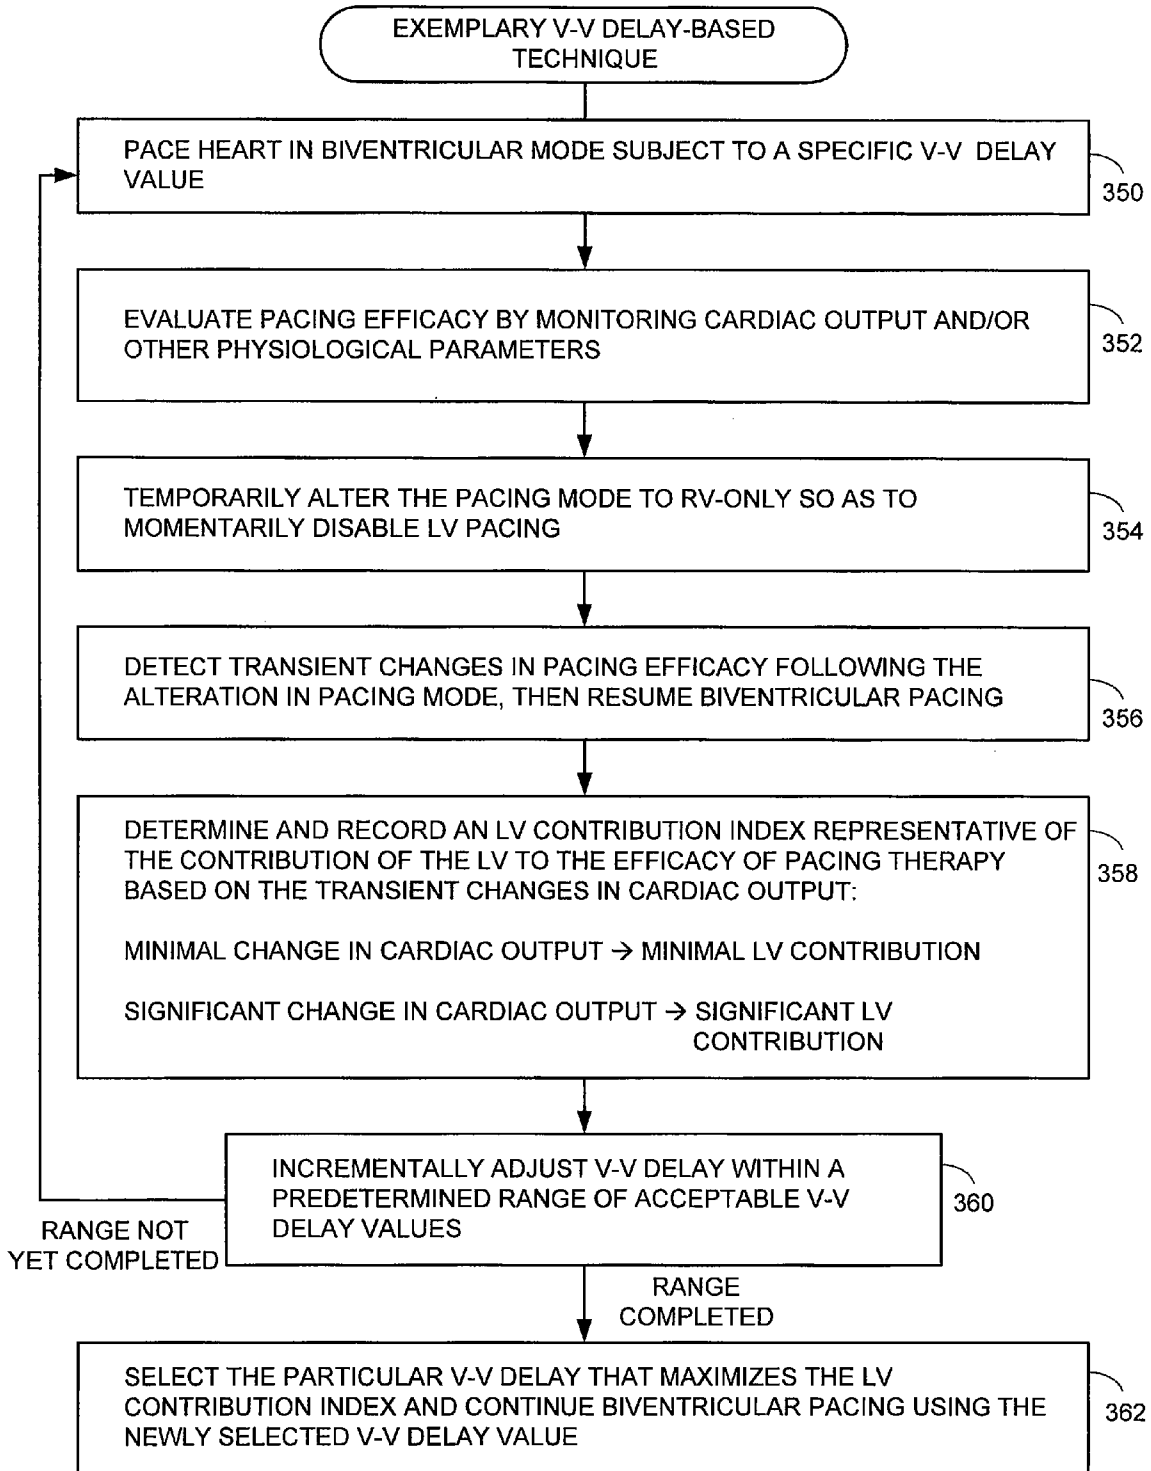 EXEMPLARY V-V DELAY-BASED
TECHNIQUE
PACE HEART IN BIVENTRICULAR MODE SUBJECT TO A SPECIFIC V-V DELAY
VALUE
350
EVALUATE PACING EFFICACY BY MONITORING CARDIAC OUTPUT AND/OR
OTHER PHYSIOLOGICAL PARAMETERS
352
TEMPORARILY ALTER THE PACING MODE TO RV-ONLY SO AS TO
MOMENTARILY DISABLE LV PACING
354
DETECT TRANSIENT CHANGES IN PACING EFFICACY FOLLOWING THE
ALTERATION IN PACING MODE, THEN RESUME BIVENTRICULAR PACING
356
DETERMINE AND RECORD AN LV CONTRIBUTION INDEX REPRESENTATIVE OF
THE CONTRIBUTION OF THE LV TO THE EFFICACY OF PACING THERAPY
BASED ON THE TRANSIENT CHANGES IN CARDIAC OUTPUT:
358
MINIMAL CHANGE IN CARDIAC OUTPUT → MINIMAL LV CONTRIBUTION
SIGNIFICANT CHANGE IN CARDIAC OUTPUT → SIGNIFICANT LV
CONTRIBUTION
INCREMENTALLY ADJUST V-V DELAY WITHIN A
PREDETERMINED RANGE OF ACCEPTABLE V-V
DELAY VALUES
360
RANGE NOT
YET COMPLETED
RANGE
COMPLETED
SELECT THE PARTICULAR V-V DELAY THAT MAXIMIZES THE LV
CONTRIBUTION INDEX AND CONTINUE BIVENTRICULAR PACING USING THE
NEWLY SELECTED V-V DELAY VALUE
362